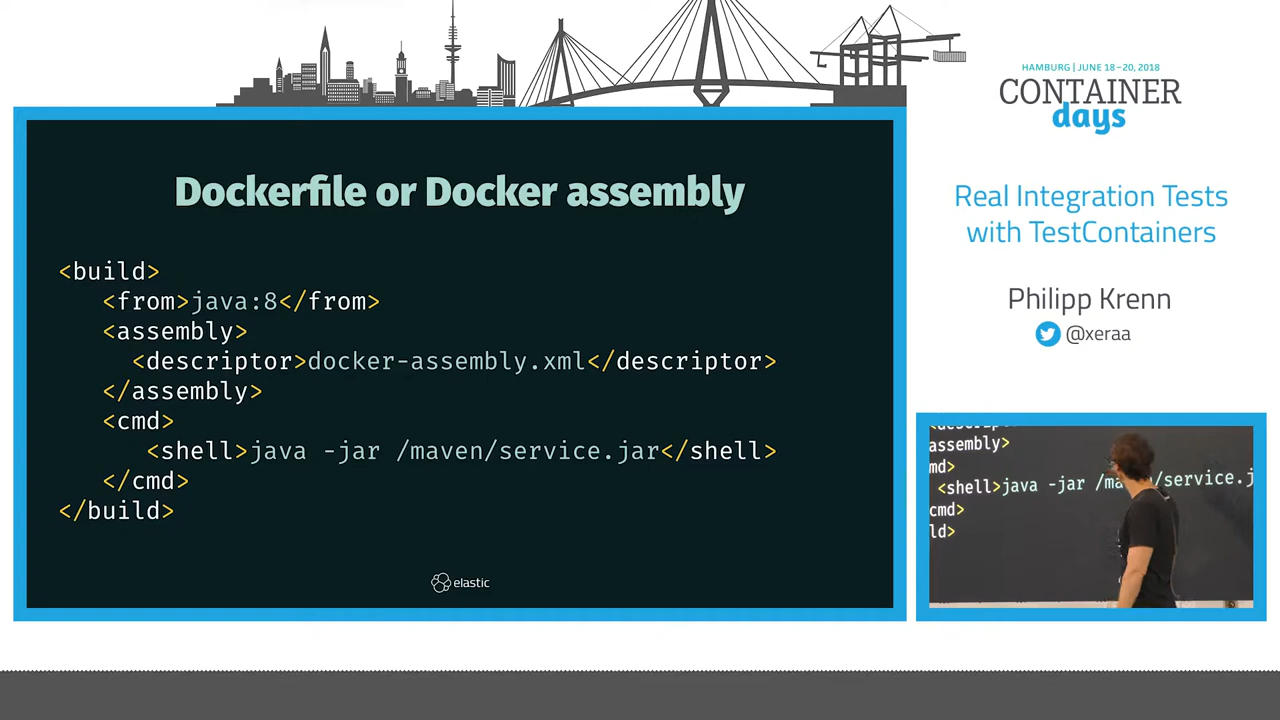 HAMBURG | JUNE 18–20, 2018
CONTAINER
days
Dockerfile or Docker assembly
<build>
<from>java:8</from>
<assembly>
<descriptor>docker-assembly.xml</descriptor>
</assembly>
<cmd>
<shell>java -jar /maven/service.jar</shell>
</cmd>
</build>
elastic
Real Integration Tests
with TestContainers
Philipp Krenn
@xeraa
assembly>
md>
<shell>java -jar /ma /service.j
cmd>
ld>